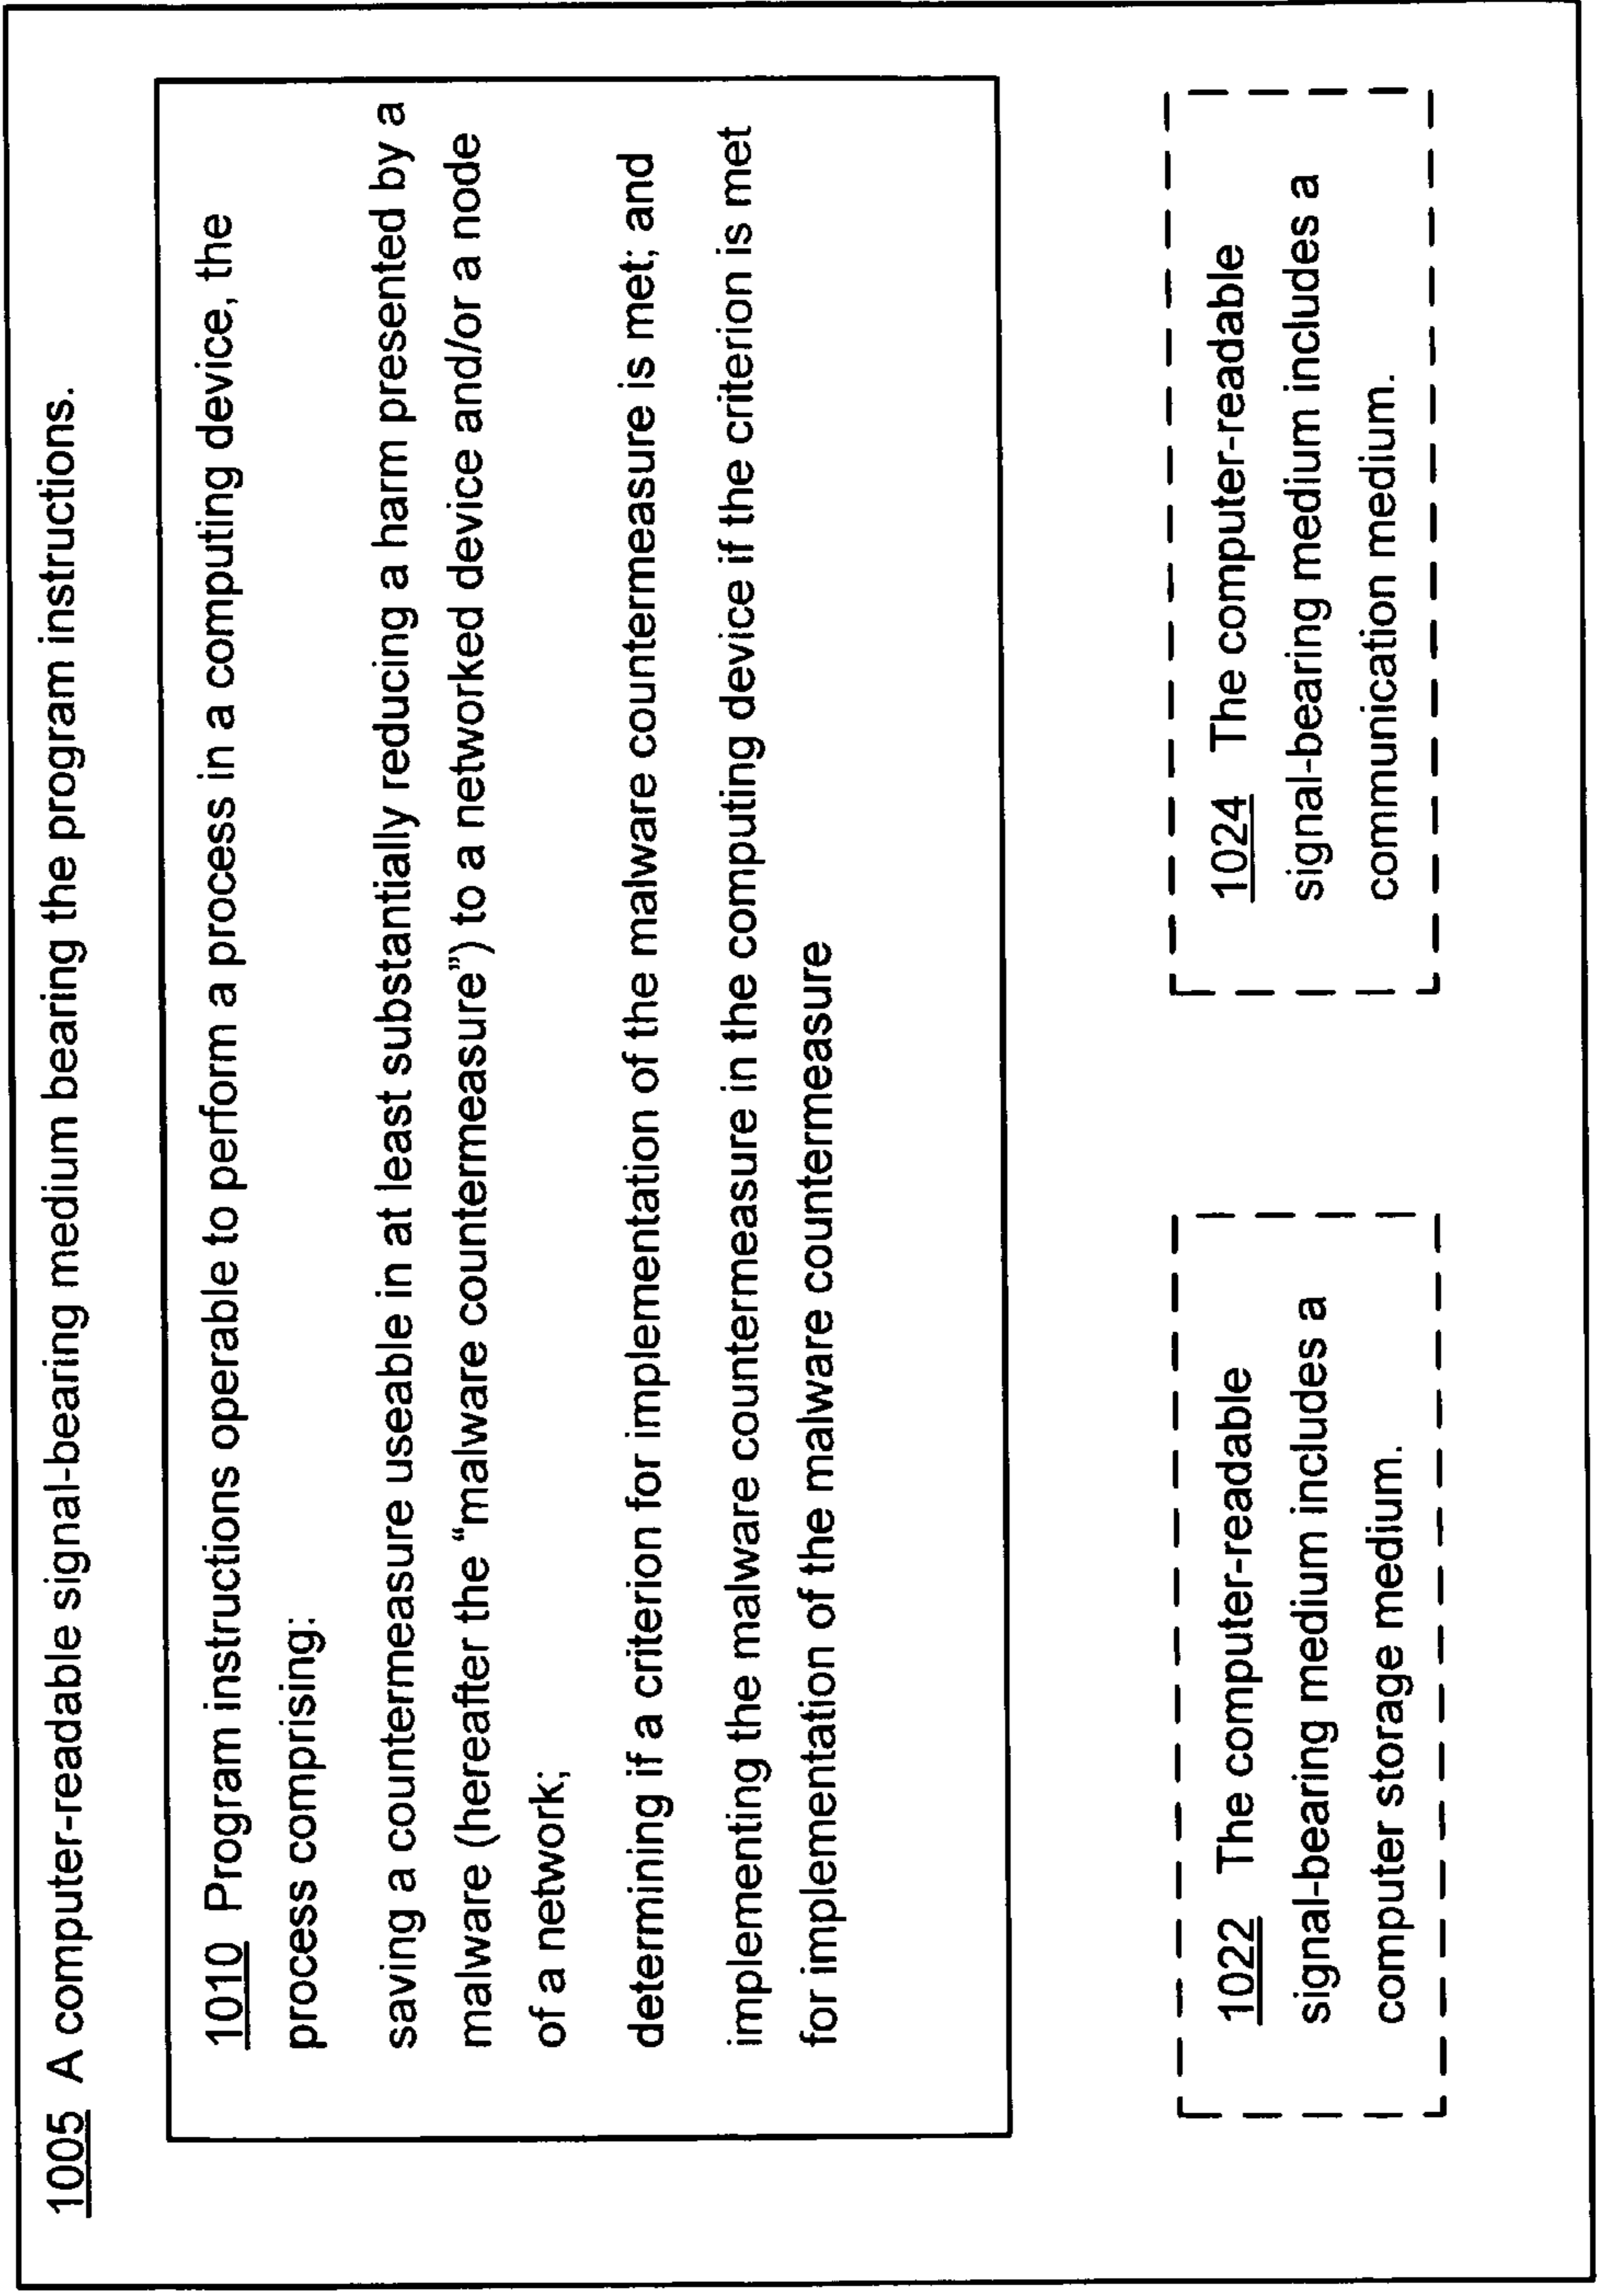 1005 A computer-readable signal-bearing medium bearing the program instructions.
1010 Program instructions operable to perform a process in a computing device, the
process comprising:
saving a countermeasure useable in at least substantially reducing a harm presented by a
malware (hereafter the “malware countermeasure”) to a networked device and/or a node
of a network;
determining if a criterion for implementation of the malware countermeasure is met; and
implementing the malware countermeasure in the computing device if the criterion is met
for implementation of the malware countermeasure
1022 The computer-readable
signal-bearing medium includes a
computer storage medium.
1024 The computer-readable
signal-bearing medium includes a
communication medium.